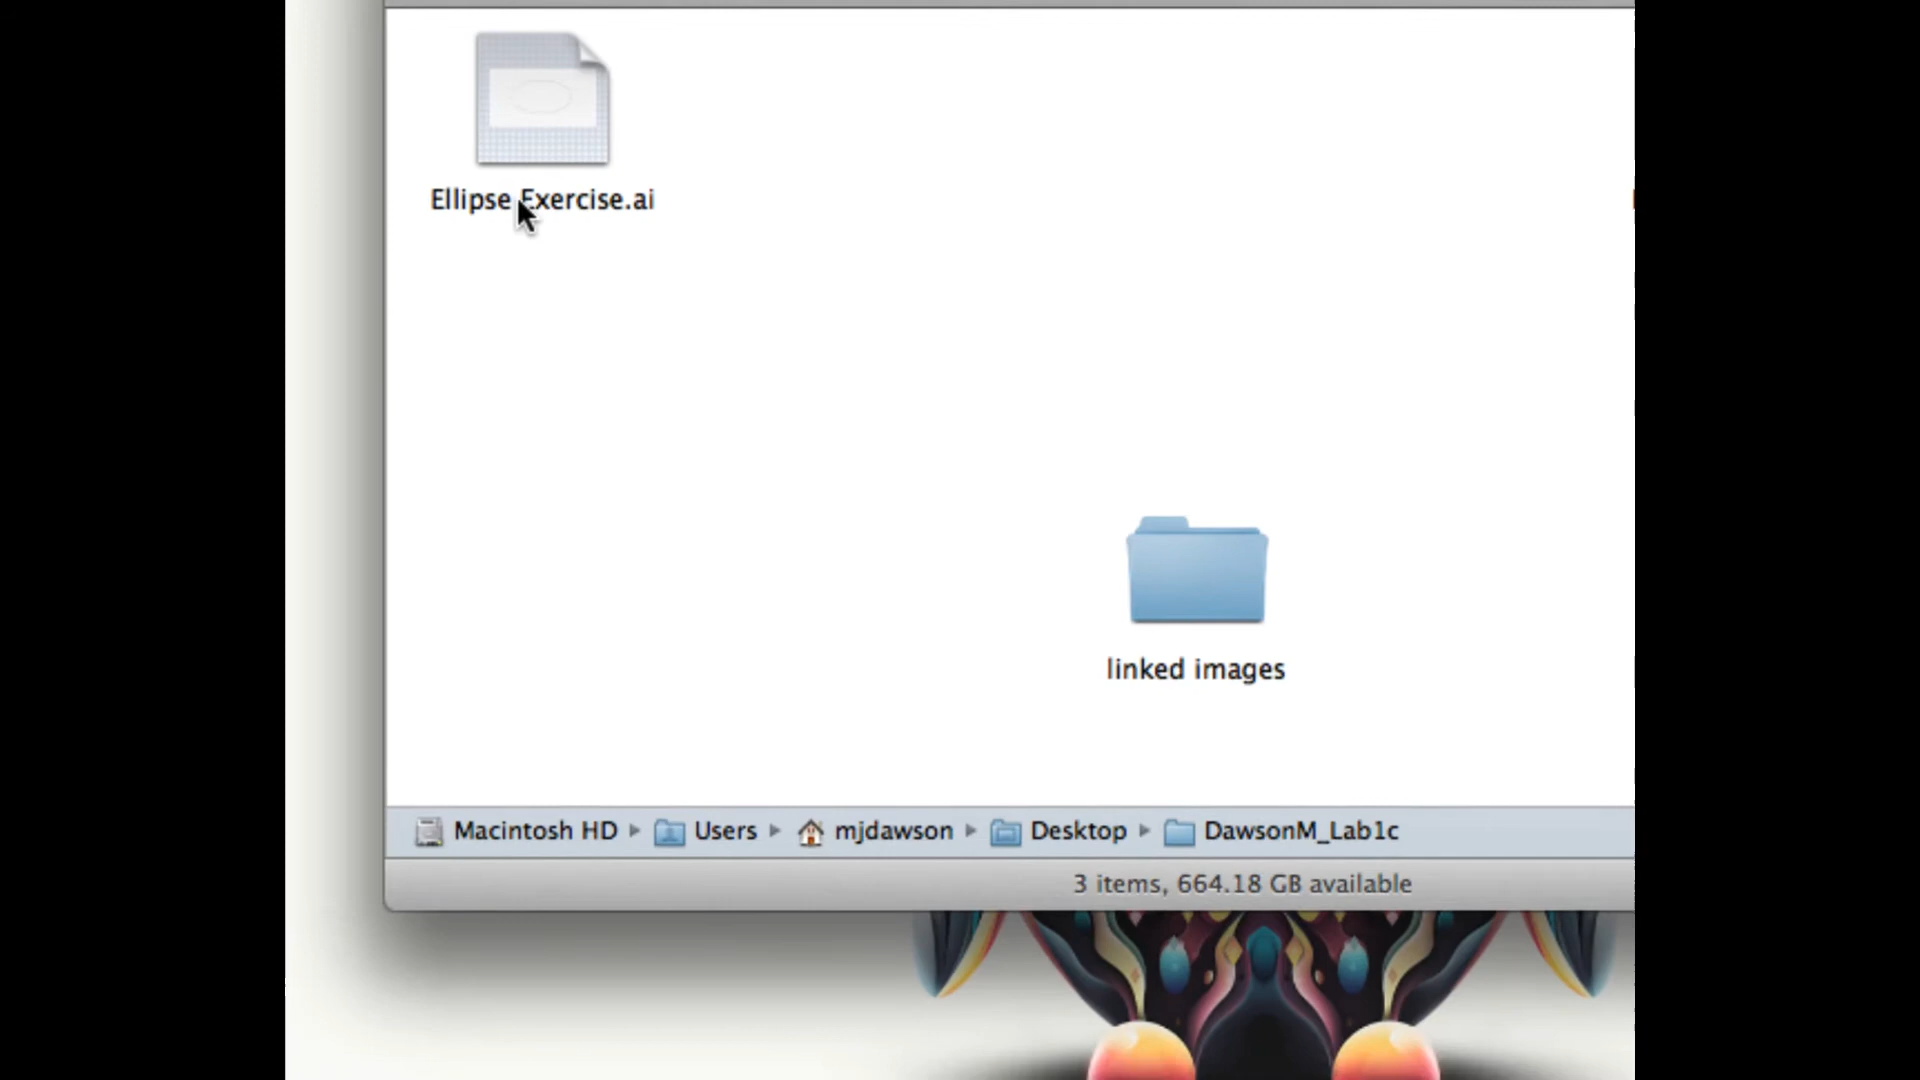 Ellipse Exercise.ai
linked images
Macintosh HD Users mjdawson Desktop DawsonM_Lab1c
3 items, 664.18 GB available